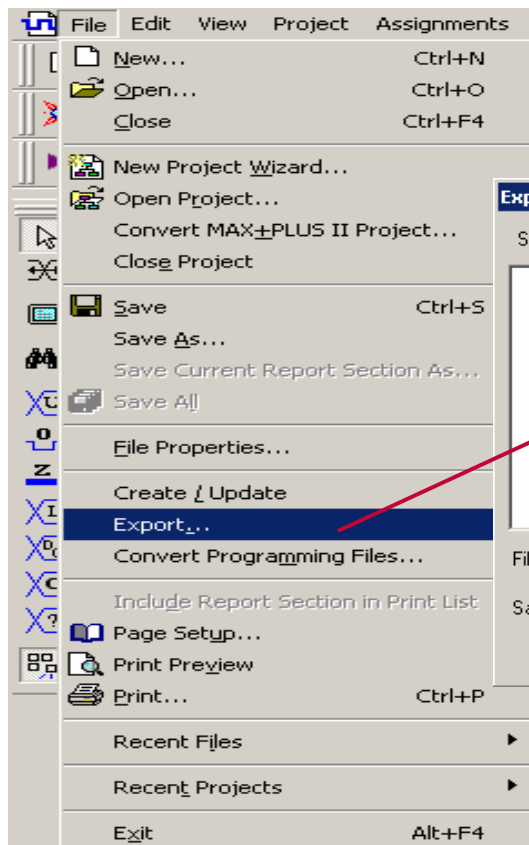 File Edit View Project Assignments
New... Ctrl+N
Open... Ctrl+O
Close Ctrl+F4
New Project Wizard...
Open Project...
Convert MAX+PLUS II Project...
Close Project
Save Ctrl+S
Save As...
Save Current Report Section As...
Save All
File Properties...
Create / Update
Export...
Convert Programming Files...
Include Report Section in Print List
Page Setup...
Print Preview
Print... Ctrl+P
Recent Files
Recent Projects
Exit Alt+F4